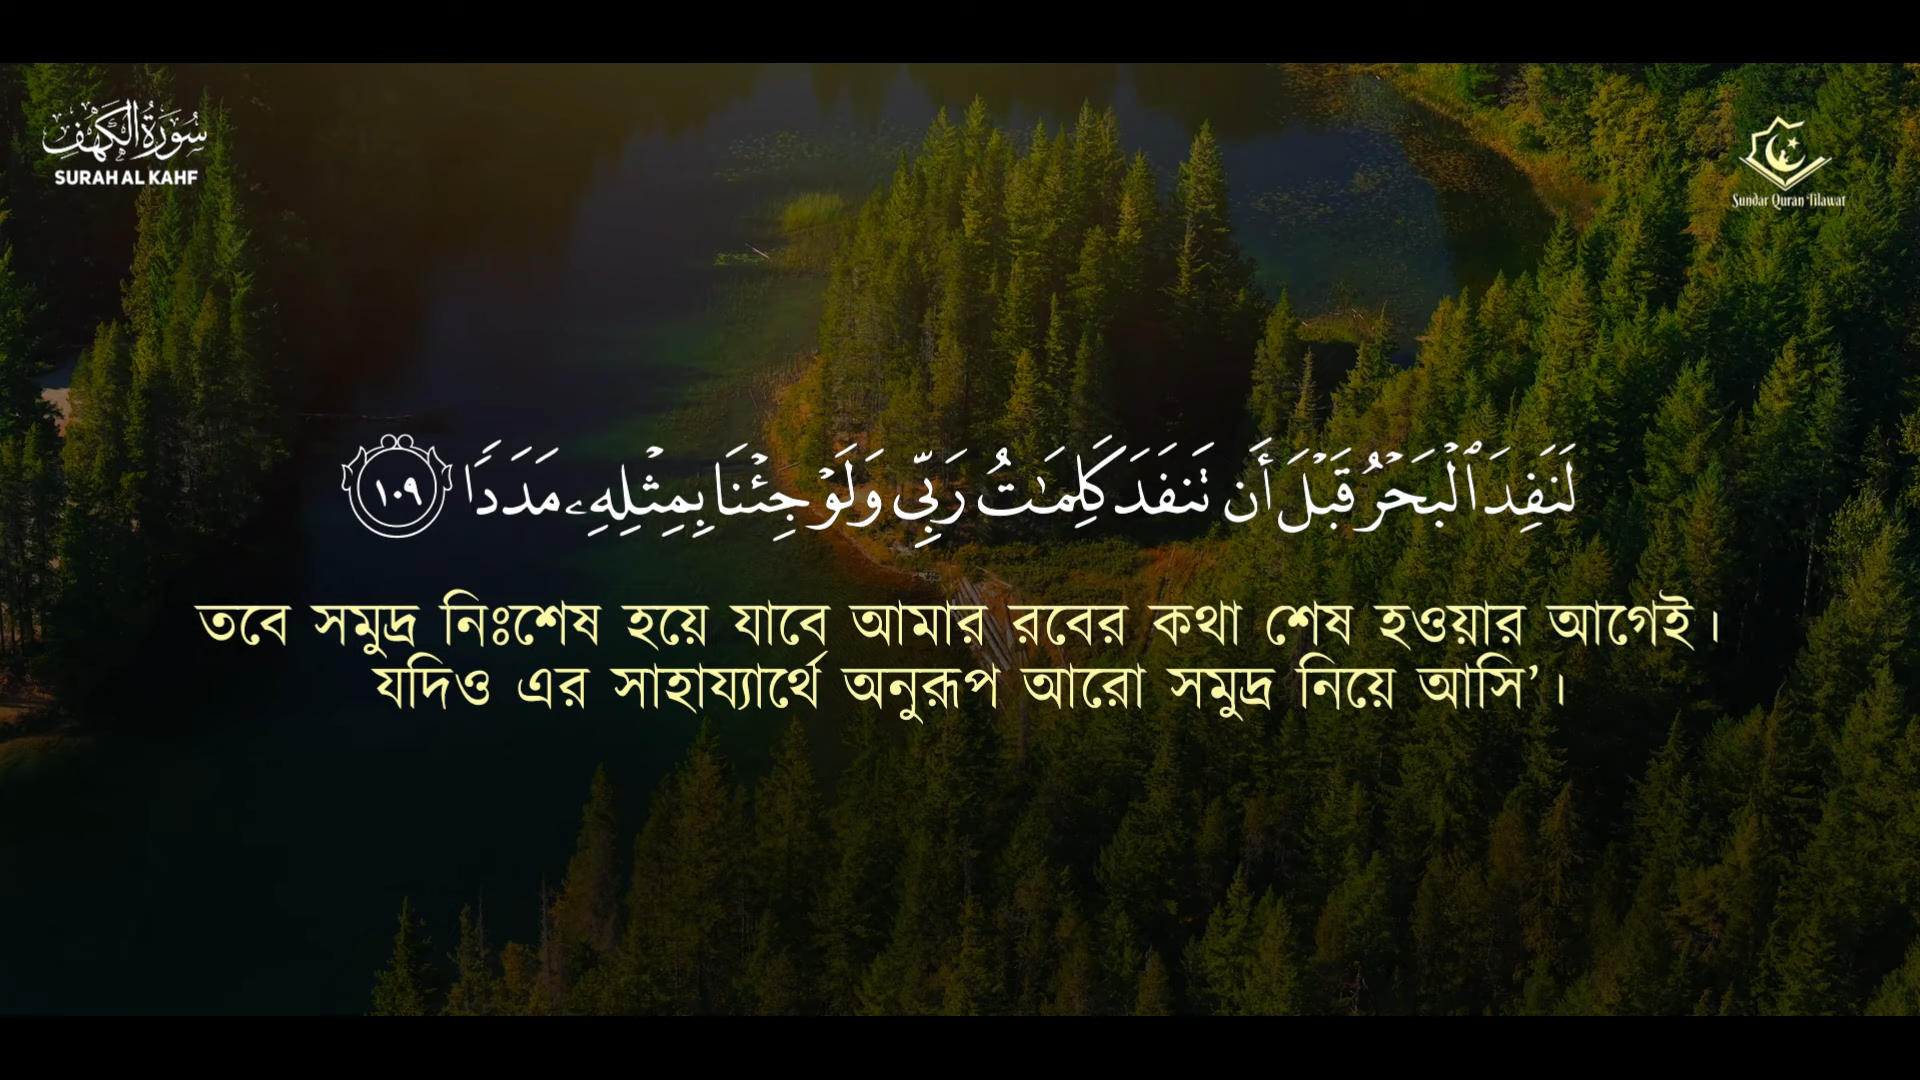 سُورَةُ الكَهْفِ
SURAH AL KAHF
Sundar Quran Tilawat
لَنَفِدَ ٱلْبَحْرُ قَبْلَ أَن تَنفَدَ كَلِمَـٰتُ رَبِّى وَلَوْ جِئْنَا بِمِثْلِهِۦ مَدَدًا ١٠٩
তবে সমুদ্র নিঃশেষ হয়ে যাবে আমার রবের কথা শেষ হওয়ার আগেই।
যদিও এর সাহায্যার্থে অনুরূপ আরো সমুদ্র নিয়ে আসি’।